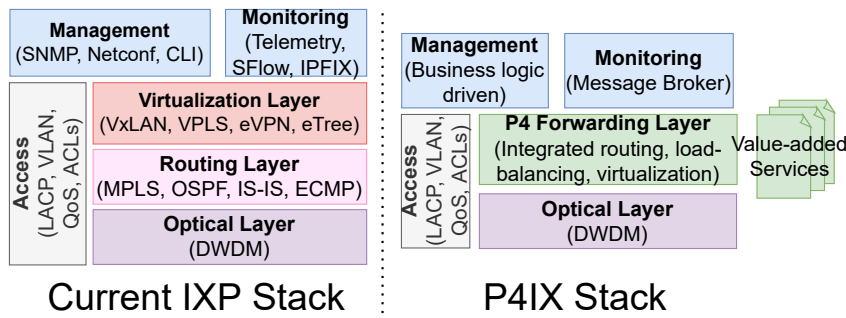 Management
(SNMP, Netconf, CLI)
Monitoring
(Telemetry,
SFlow, IPFIX)
Access
(LACP, VLAN,
QoS, ACLs)
Virtualization Layer
(VxLAN, VPLS, eVPN, eTree)
Routing Layer
(MPLS, OSPF, IS-IS, ECMP)
Optical Layer
(DWDM)
Current IXP Stack
Management
(Business logic
driven)
Monitoring
(Message Broker)
Access
(LACP, VLAN,
QoS, ACLs)
P4 Forwarding Layer
(Integrated routing, load-
balancing, virtualization)
Value-added
Services
Optical Layer
(DWDM)
P4IX Stack